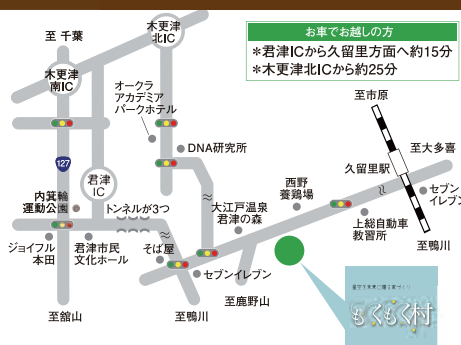 お車でお越しの方
＊君津ICから久留里方面へ約15分
＊木更津北ICから約25分
至 千葉
木更津
北IC
木更津
南IC
オークラ
アカデミア
パークホテル
至市原
DNA研究所
至大多喜
久留里駅
127
君津
IC
西野
養鶏場
セブン
イレブン
内箕輪
運動公園
トンネルが3つ
大江戸温泉
君津の森
上総自動車
教習所
ジョイフル
本田
君津市民
文化ホール
そば屋
セブンイレブン
至鴨川
至鹿野山
至舘山
至鴨川
もくもく村